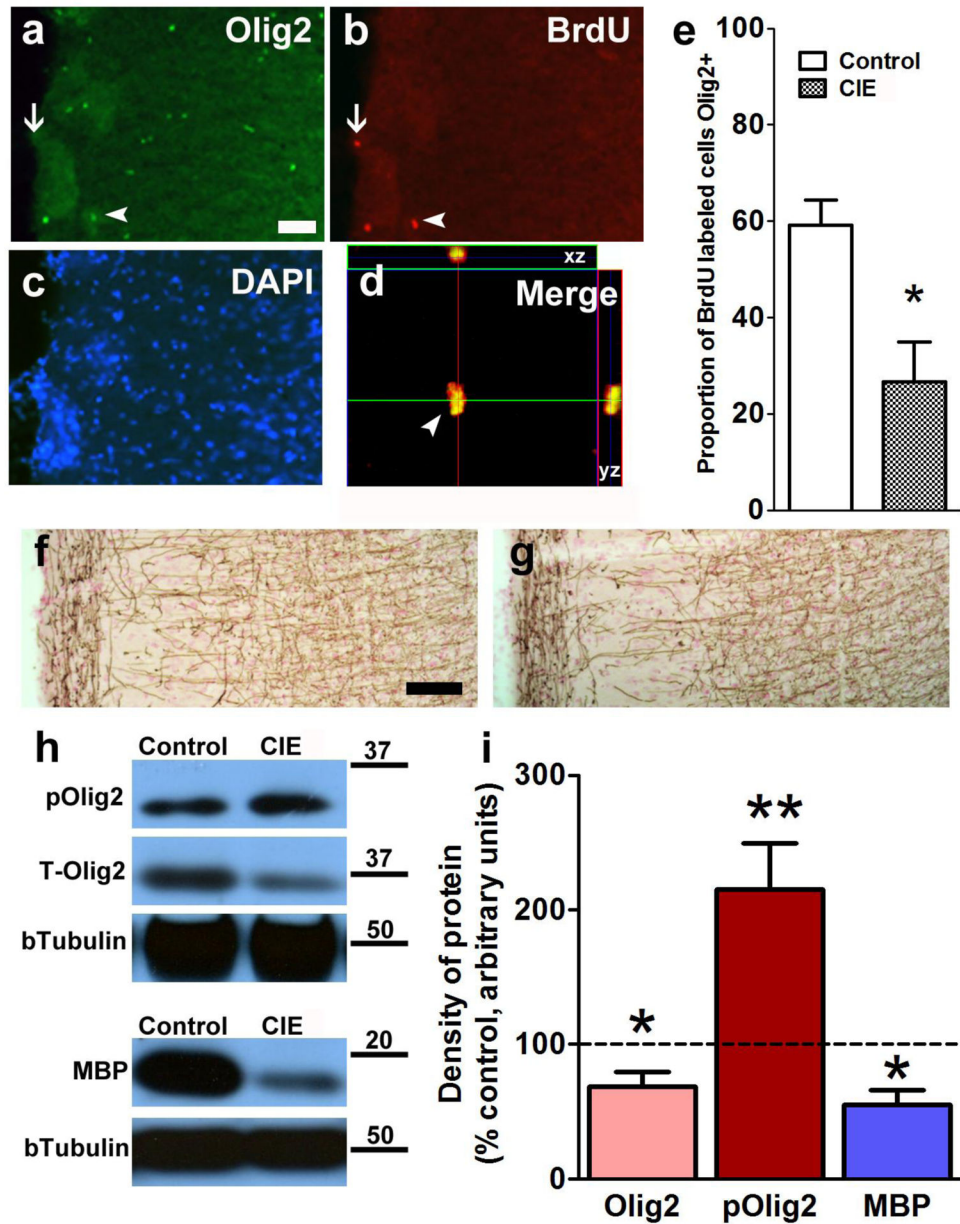 a Olig2
b BrdU
c DAPI
d Merge
xz
yz
e
Proportion of BrdU labeled cells Olig2+
100
80
60
40
20
0
Control
CIE
*
f
g
h
Control CIE
pOlig2
37
T-Olig2
37
bTubulin
50
Control CIE
MBP
20
bTubulin
50
i
Density of protein
(% control, arbitrary units)
300
200
100
0
*
**
*
Olig2 pOlig2 MBP